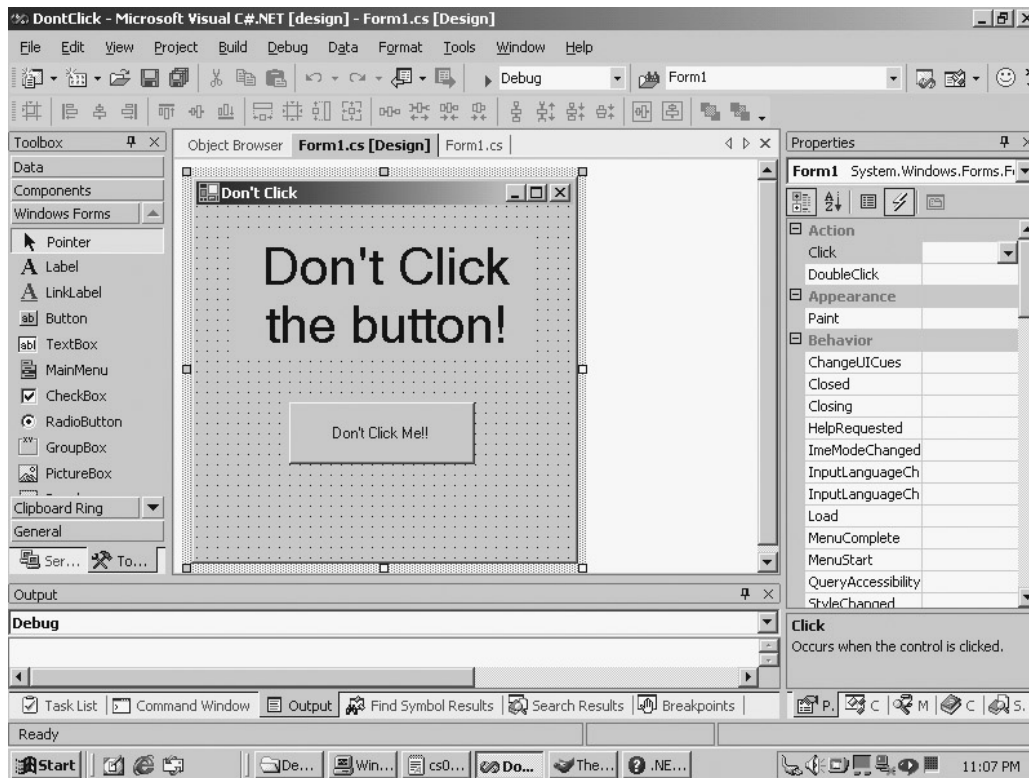 DontClick - Microsoft Visual C#.NET [design] - Form1.cs [Design]
File Edit View Project Build Debug Data Format Tools Window Help
Debug Form1
Toolbox
Data
Components
Windows Forms
Pointer
Label
LinkLabel
Button
TextBox
MainMenu
CheckBox
RadioButton
GroupBox
PictureBox
Clipboard Ring
General
Ser... To...
Object Browser Form1.cs [Design] Form1.cs
Don't Click
Don't Click
the button!
Don't Click Me!!
Properties
Form1 System.Windows.Forms.F
Action
Click
DoubleClick
Appearance
Paint
Behavior
ChangeUICues
Closed
Closing
HelpRequested
ImeModeChanged
InputLanguageCh
InputLanguageCh
Load
MenuComplete
MenuStart
QueryAccessibility
StyleChanged
Click
Occurs when the control is clicked.
Output
Debug
Task List Command Window Output Find Symbol Results Search Results Breakpoints
P. C M C S.
Ready
Start De... Win... cs0... Do... The... .NE... 11:07 PM